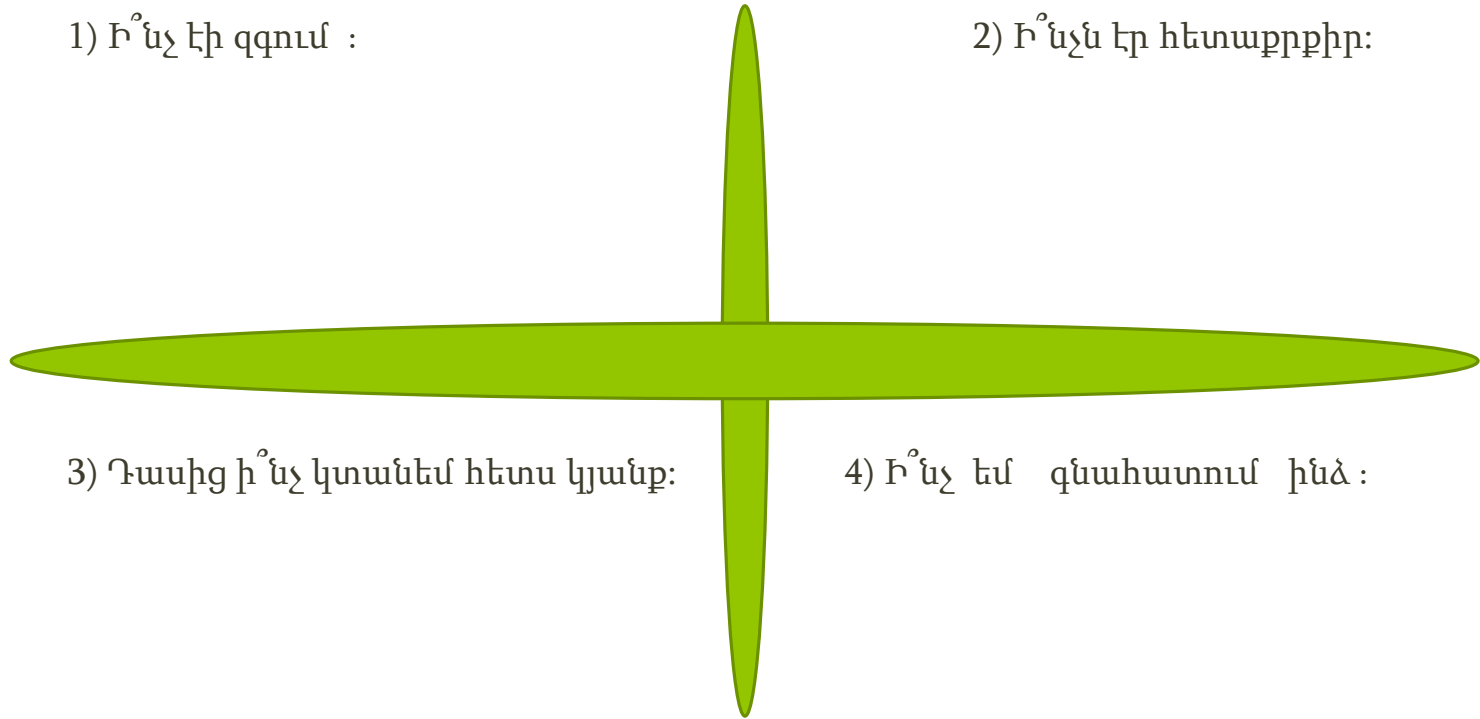 1) Ի՞նչ էի զգում :
2) Ի՞նչն էր հետաքրքիր:
3) Դասից ի՞նչ կտանեմ հետս կյանք:
4) Ի՞նչ եմ գնահատում ինձ :